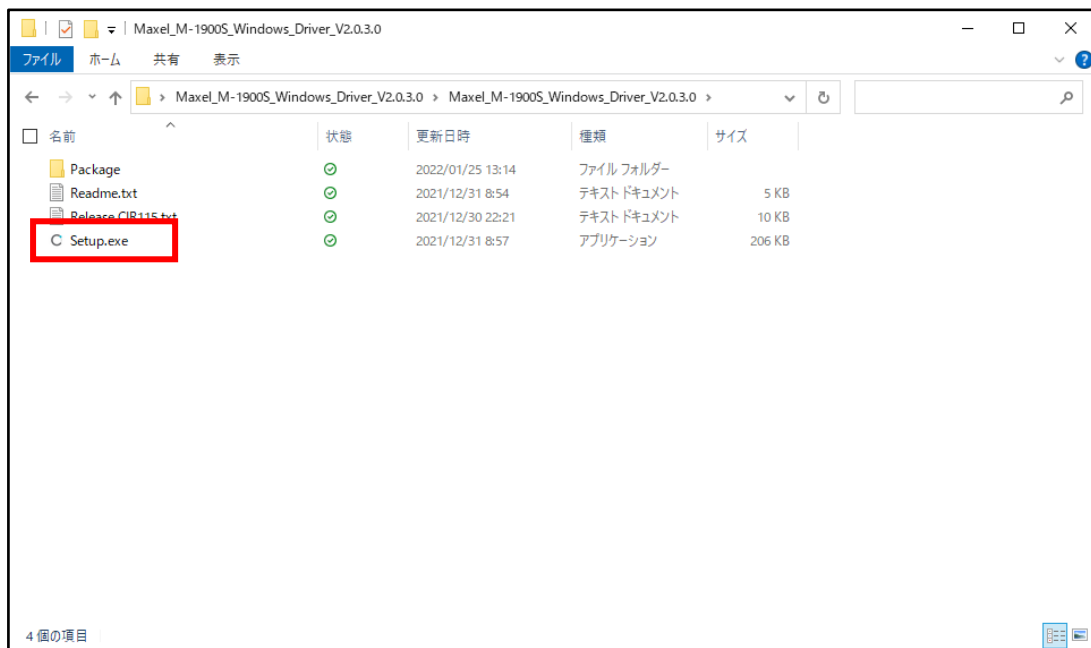 Maxel_M-1900S_Windows_Driver_V2.0.3.0
ファイル ホーム 共有 表示
Maxel_M-1900S_Windows_Driver_V2.0.3.0 › Maxel_M-1900S_Windows_Driver_V2.0.3.0 ›
名前 状態 更新日時 種類 サイズ
Package 2022/01/25 13:14 ファイル フォルダー
Readme.txt 2021/12/31 8:54 テキスト ドキュメント 5 KB
Release CIR115.txt 2021/12/30 22:21 テキスト ドキュメント 10 KB
Setup.exe 2021/12/31 8:57 アプリケーション 206 KB
4 個の項目